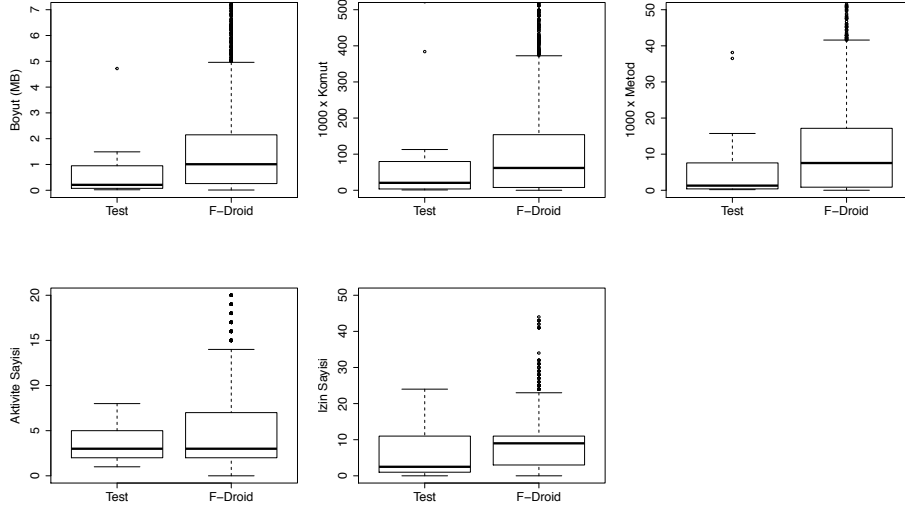 Boyut (MB)
7
6
5
4
3
2
1
0
Test
F−Droid
1000 x Komut
500
400
300
200
100
0
Test
F−Droid
1000 x Metod
50
40
30
20
10
0
Test
F−Droid
Aktivite Sayisi
20
15
10
5
0
Test
F−Droid
Izin Sayisi
50
40
30
20
10
0
Test
F−Droid